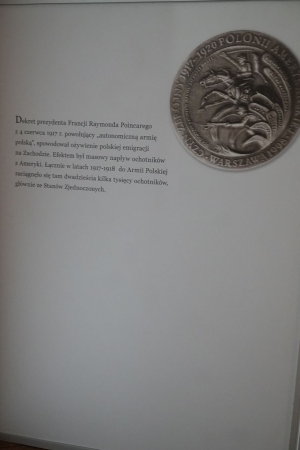 Dekret prezydenta Francji Raymonda Poincarego
z 4 czerwca 1917 r. powołujący „autonomiczną armię
polską”, spowodował ożywienie polskiej emigracji
na Zachodzie. Efektem był masowy napływ ochotników
z Ameryki. Łącznie w latach 1917-1918 do Armii Polskiej
zaciągnęło się tam dwadzieścia kilka tysięcy ochotników,
głównie ze Stanów Zjednoczonych.
1917-1920 POLONII
WARSZAWA